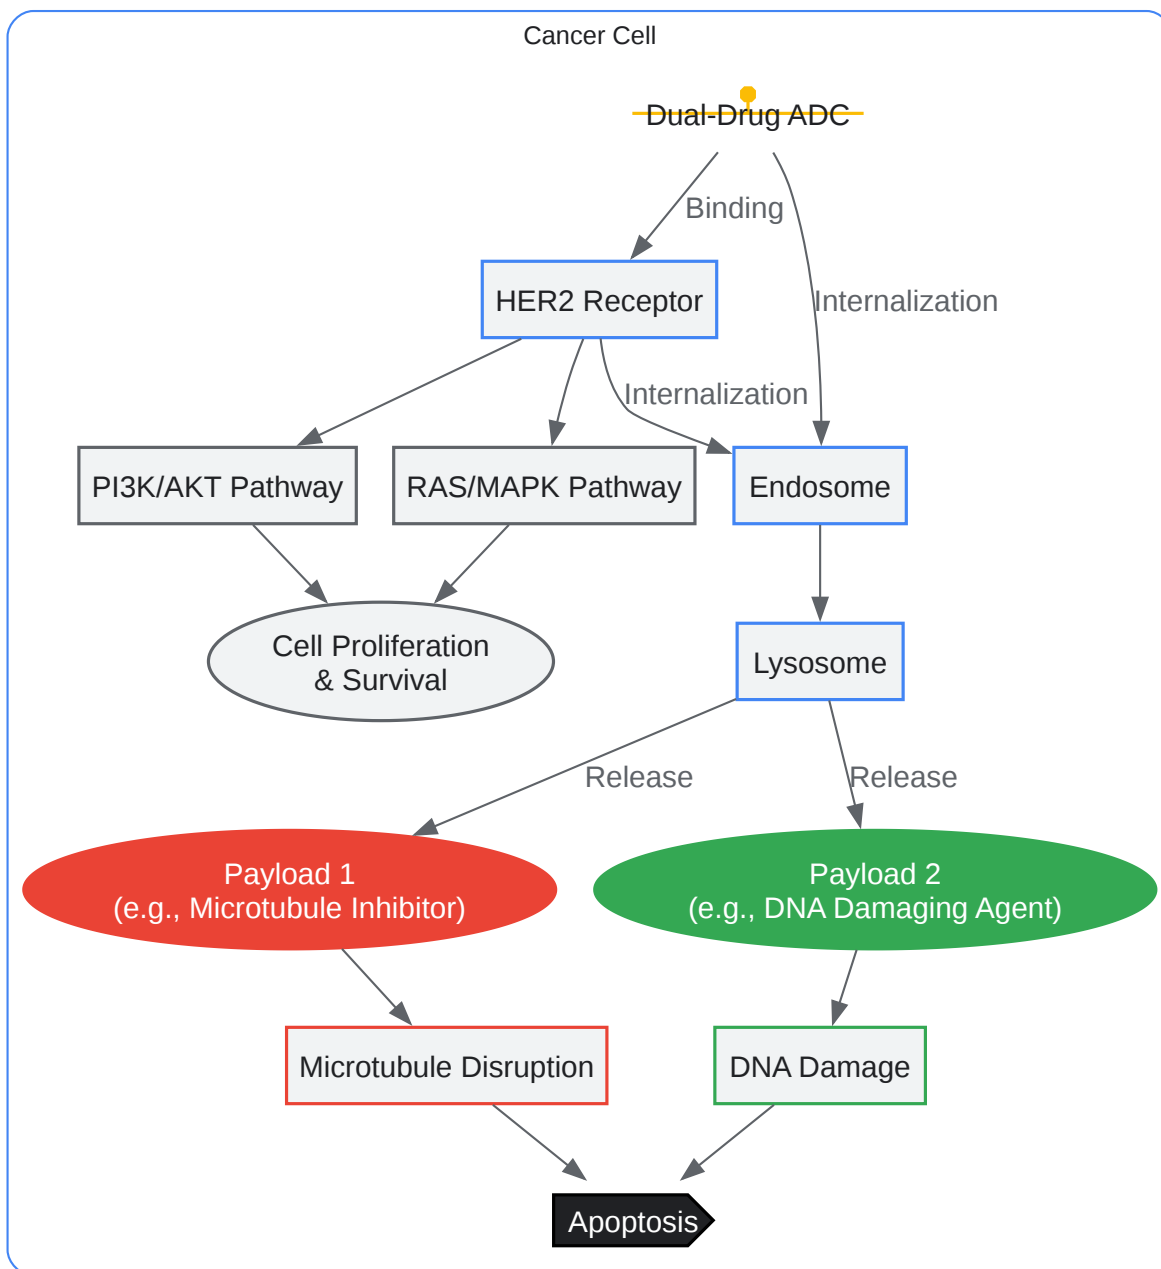 Cancer Cell
Dual-Drug ADC
Binding
Internalization
HER2 Receptor
Internalization
PI3K/AKT Pathway
RAS/MAPK Pathway
Endosome
Cell Proliferation
& Survival
Lysosome
Release
Release
Payload 1
(e.g., Microtubule Inhibitor)
Payload 2
(e.g., DNA Damaging Agent)
Microtubule Disruption
DNA Damage
Apoptosis